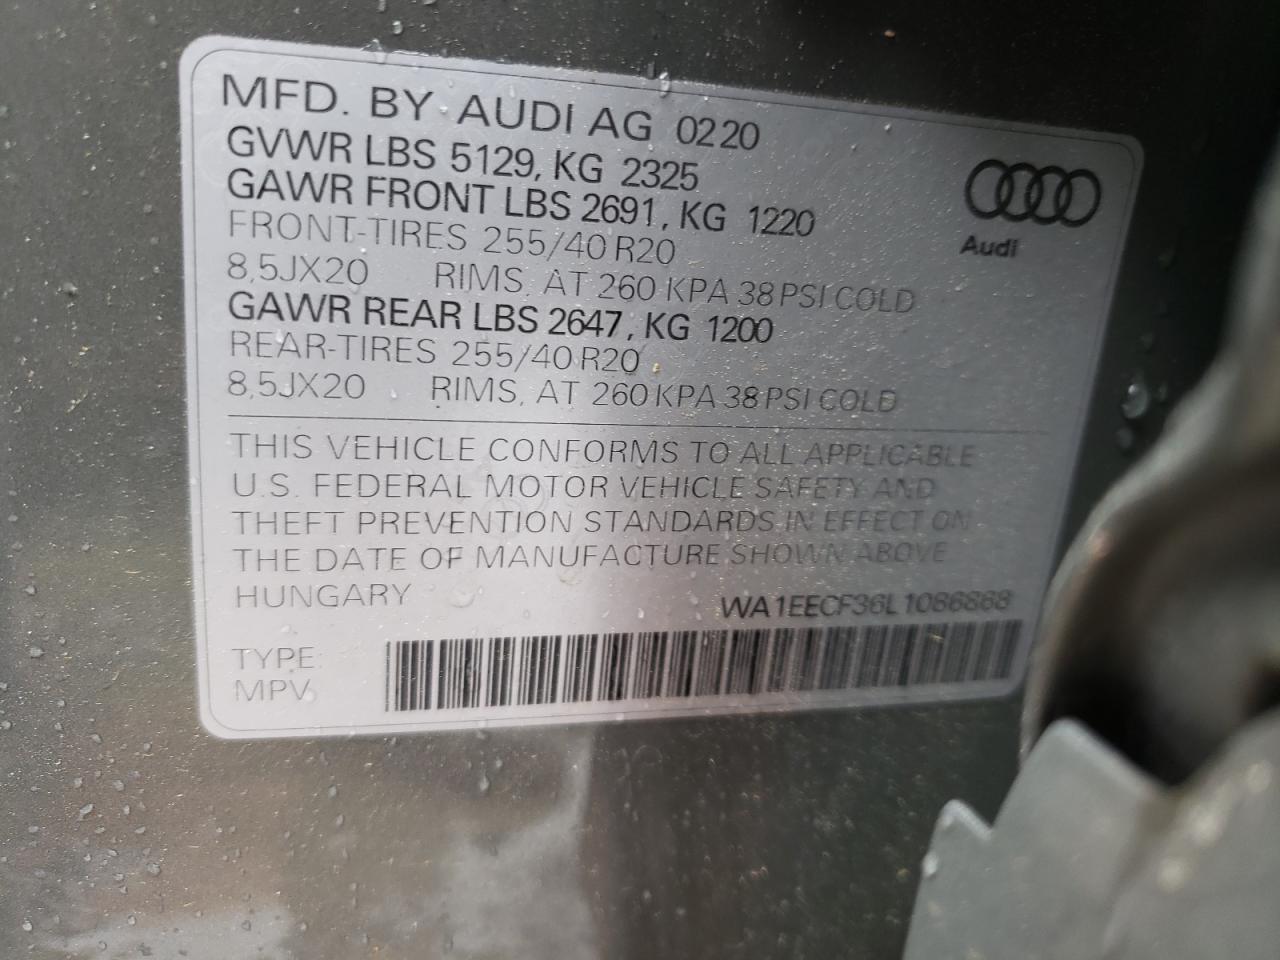 MFD. BY AUDI AG 0220
GVWR LBS 5129, KG 2325
GAWR FRONT LBS 2691, KG 1220
FRONT-TIRES 255/40 R20
8,5JX20 RIMS, AT 260 KPA 38 PSI COLD
GAWR REAR LBS 2647, KG 1200
REAR-TIRES 255/40 R20
8,5JX20 RIMS, AT 260 KPA 38 PSI COLD
Audi
THIS VEHICLE CONFORMS TO ALL APPLICABLE
U.S. FEDERAL MOTOR VEHICLE SAFETY AND
THEFT PREVENTION STANDARDS IN EFFECT ON
THE DATE OF MANUFACTURE SHOWN ABOVE
HUNGARY
TYPE:
MPV